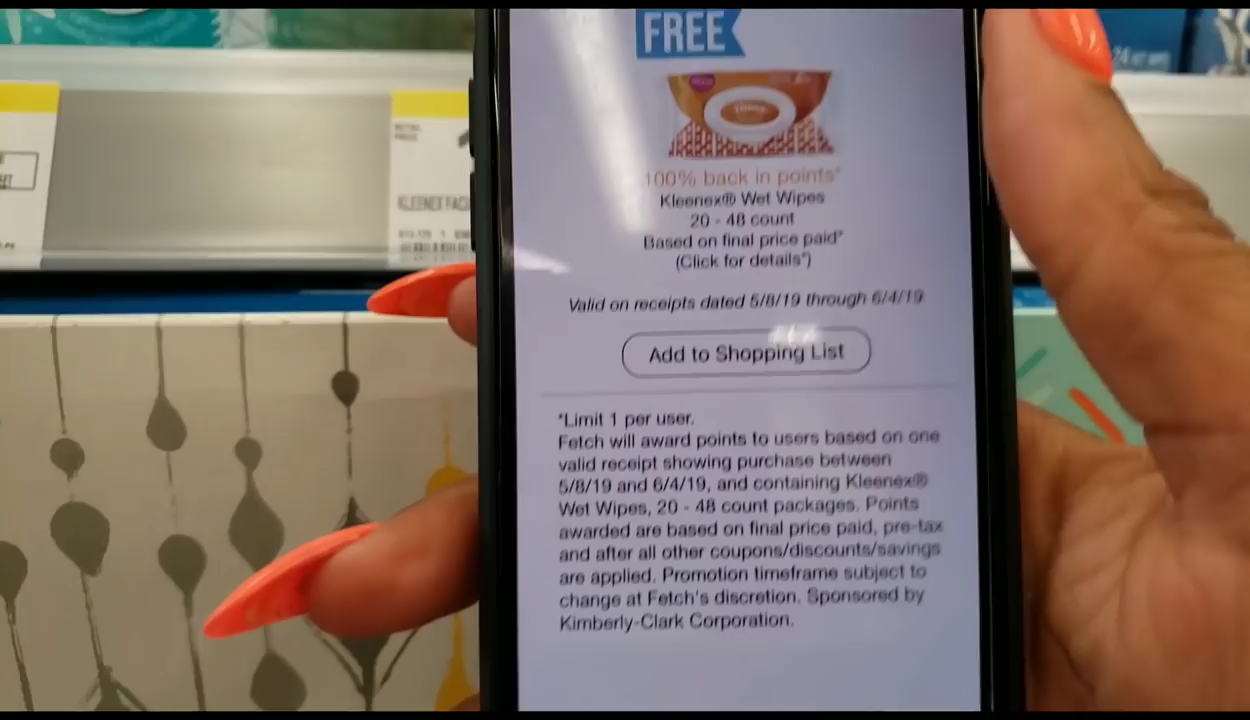 FREE
100% back in points*
Kleenex® Wet Wipes
20 - 48 count
Based on final price paid*
(Click for details*)
Valid on receipts dated 5/8/19 through 6/4/19
Add to Shopping List
*Limit 1 per user.
Fetch will award points to users based on one
valid receipt showing purchase between
5/8/19 and 6/4/19, and containing Kleenex®
Wet Wipes, 20 - 48 count packages. Points
awarded are based on final price paid, pre-tax
and after all other coupons/discounts/savings
are applied. Promotion timeframe subject to
change at Fetch's discretion. Sponsored by
Kimberly-Clark Corporation.
RETAIL
PRICE
KLEENEX FAC
24